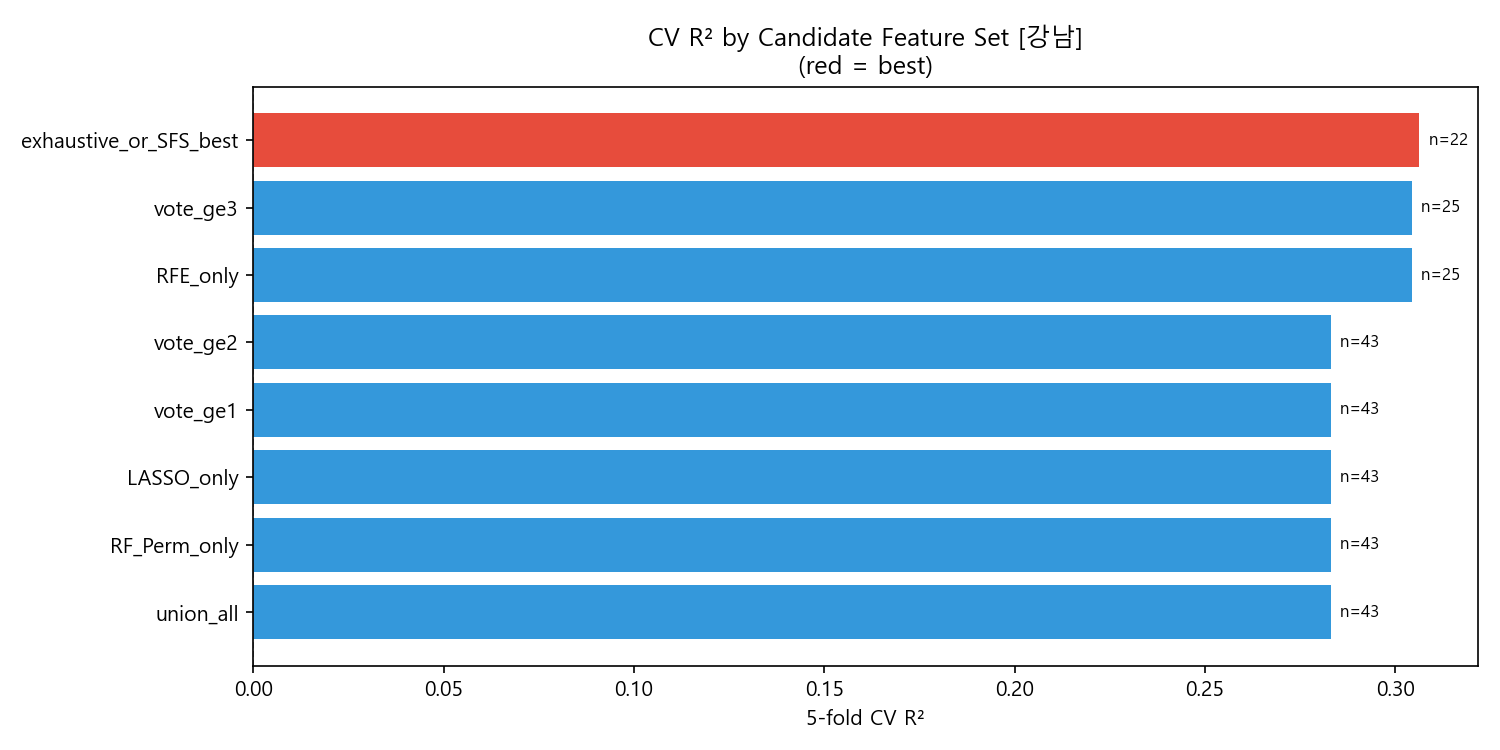 CV R² by Candidate Feature Set [강남]
(red = best)
exhaustive_or_SFS_best
n=22
vote_ge3
n=25
RFE_only
n=25
vote_ge2
n=43
vote_ge1
n=43
LASSO_only
n=43
RF_Perm_only
n=43
union_all
n=43
0.00 0.05 0.10 0.15 0.20 0.25 0.30
5-fold CV R²